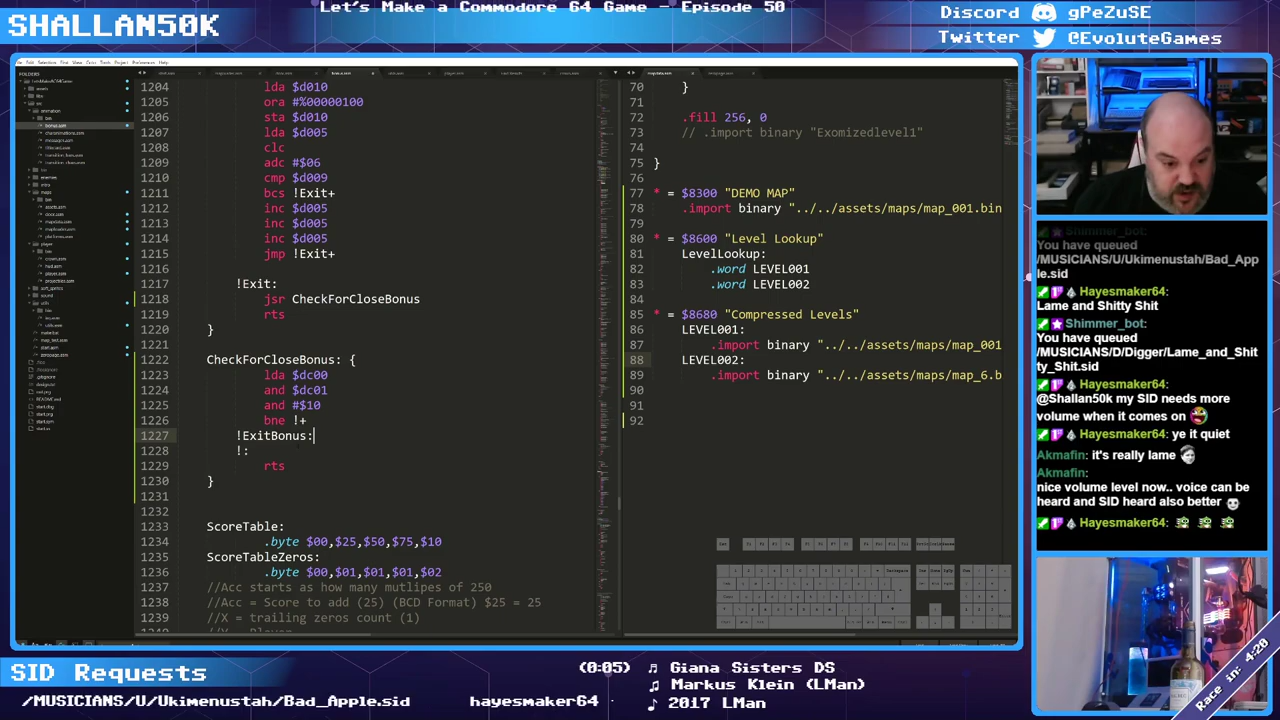 Let's Make a Commodore 64 Game - Episode 50
SHALLAN50K
Discord gPeZuSE
Twitter @EvoluteGames
FOLDERS
1204 lda $d010
1205 ora #%00000100
1206 sta $d010
1207 lda $d005
1208 clc
1209 adc #$06
1210 cmp $d005
1211 bcs !Exit+
1212 inc $d005
1213 inc $d005
1214 inc $d005
1215 jmp !Exit+
1216
1217 !Exit:
1218 jsr CheckForCloseBonus
1219 rts
1220 }
1221
1222 CheckForCloseBonus: {
1223 lda $dc00
1224 and $dc01
1225 and #$10
1226 bne !+
1227 !ExitBonus:
1228 !:
1229 rts
1230 }
1231
1232
1233 ScoreTable:
1234 .byte $00,$25,$50,$75,$10
1235 ScoreTableZeros:
1236 .byte $00,$01,$01,$01,$02
1237 //Acc starts as how many mutlipes of 250
1238 //Acc = Score to add (25) (BCD Format) $25 = 25
1239 //X = trailing zeros count (1)
70 }
71
72 .fill 256, 0
73 // .import binary "Exomizedlevel1"
74
75 }
76
77 * = $8300 "DEMO MAP"
78 .import binary "../../assets/maps/map_001.bin
79
80 * = $8600 "Level Lookup"
81 LevelLookup:
82 .word LEVEL001
83 .word LEVEL002
84
85 * = $8680 "Compressed Levels"
86 LEVEL001:
87 .import binary "../../assets/maps/map_001
88 LEVEL002:
89 .import binary "../../assets/maps/map_6.b
90
91
92
Shimmer_bot:
You have queued
/MUSICIANS/U/Ukimenustah/Bad_App
le.sid
Hayesmaker64:
Lame and Shitty Shit
Shimmer_bot:
You have queued
/MUSICIANS/D/Danger/Lame_and_Shit
ty_Shit.sid
Hayesmaker64:
@Shallan50k my SID needs more
volume when it comes on
Hayesmaker64: ye it quiet
Akmafin: it's really lame
Akmafin:
nice volume level now.. voice can be
heard and SID heard also better
Hayesmaker64:
Race in: 4:20
SID Requests
/MUSICIANS/U/Ukimenustah/Bad_Apple.sid hayesmaker64
(0:05) ♫ Giana Sisters DS
♫ Markus Klein (LMan)
♪ 2017 LMan